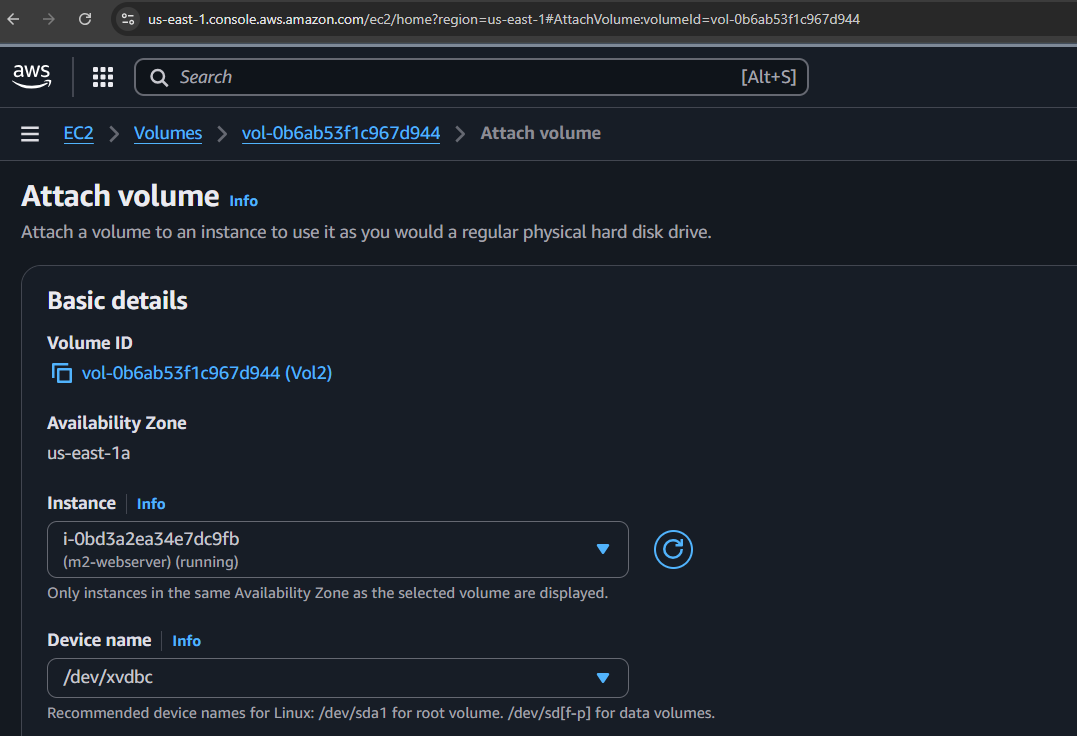 us-east-1.console.aws.amazon.com/ec2/home?region=us-east-1#AttachVolume:volumeId=vol-0b6ab53f1c967d944
aws
Search [Alt+S]
EC2 > Volumes > vol-0b6ab53f1c967d944 > Attach volume
Attach volume Info
Attach a volume to an instance to use it as you would a regular physical hard disk drive.
Basic details
Volume ID
vol-0b6ab53f1c967d944 (Vol2)
Availability Zone
us-east-1a
Instance Info
i-0bd3a2ea34e7dc9fb
(m2-webserver) (running)
Only instances in the same Availability Zone as the selected volume are displayed.
Device name Info
/dev/xvdbc
Recommended device names for Linux: /dev/sda1 for root volume. /dev/sd[f-p] for data volumes.